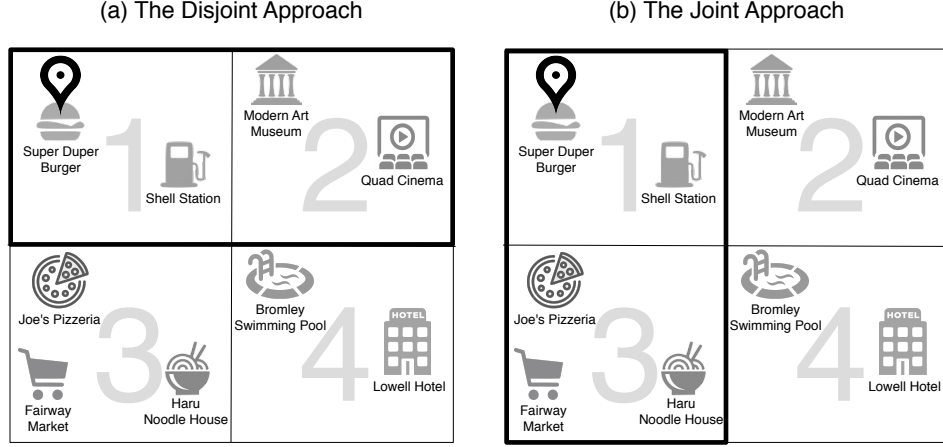 (a) The Disjoint Approach
1
2
Super Duper
Burger
Shell Station
Modern Art
Museum
Quad Cinema
3
4
Joe's Pizzeria
Fairway
Market
Haru
Noodle House
Bromley
Swimming Pool
HOTEL
Lowell Hotel
(b) The Joint Approach
1
2
Super Duper
Burger
Shell Station
Modern Art
Museum
Quad Cinema
3
4
Joe's Pizzeria
Fairway
Market
Haru
Noodle House
Bromley
Swimming Pool
HOTEL
Lowell Hotel